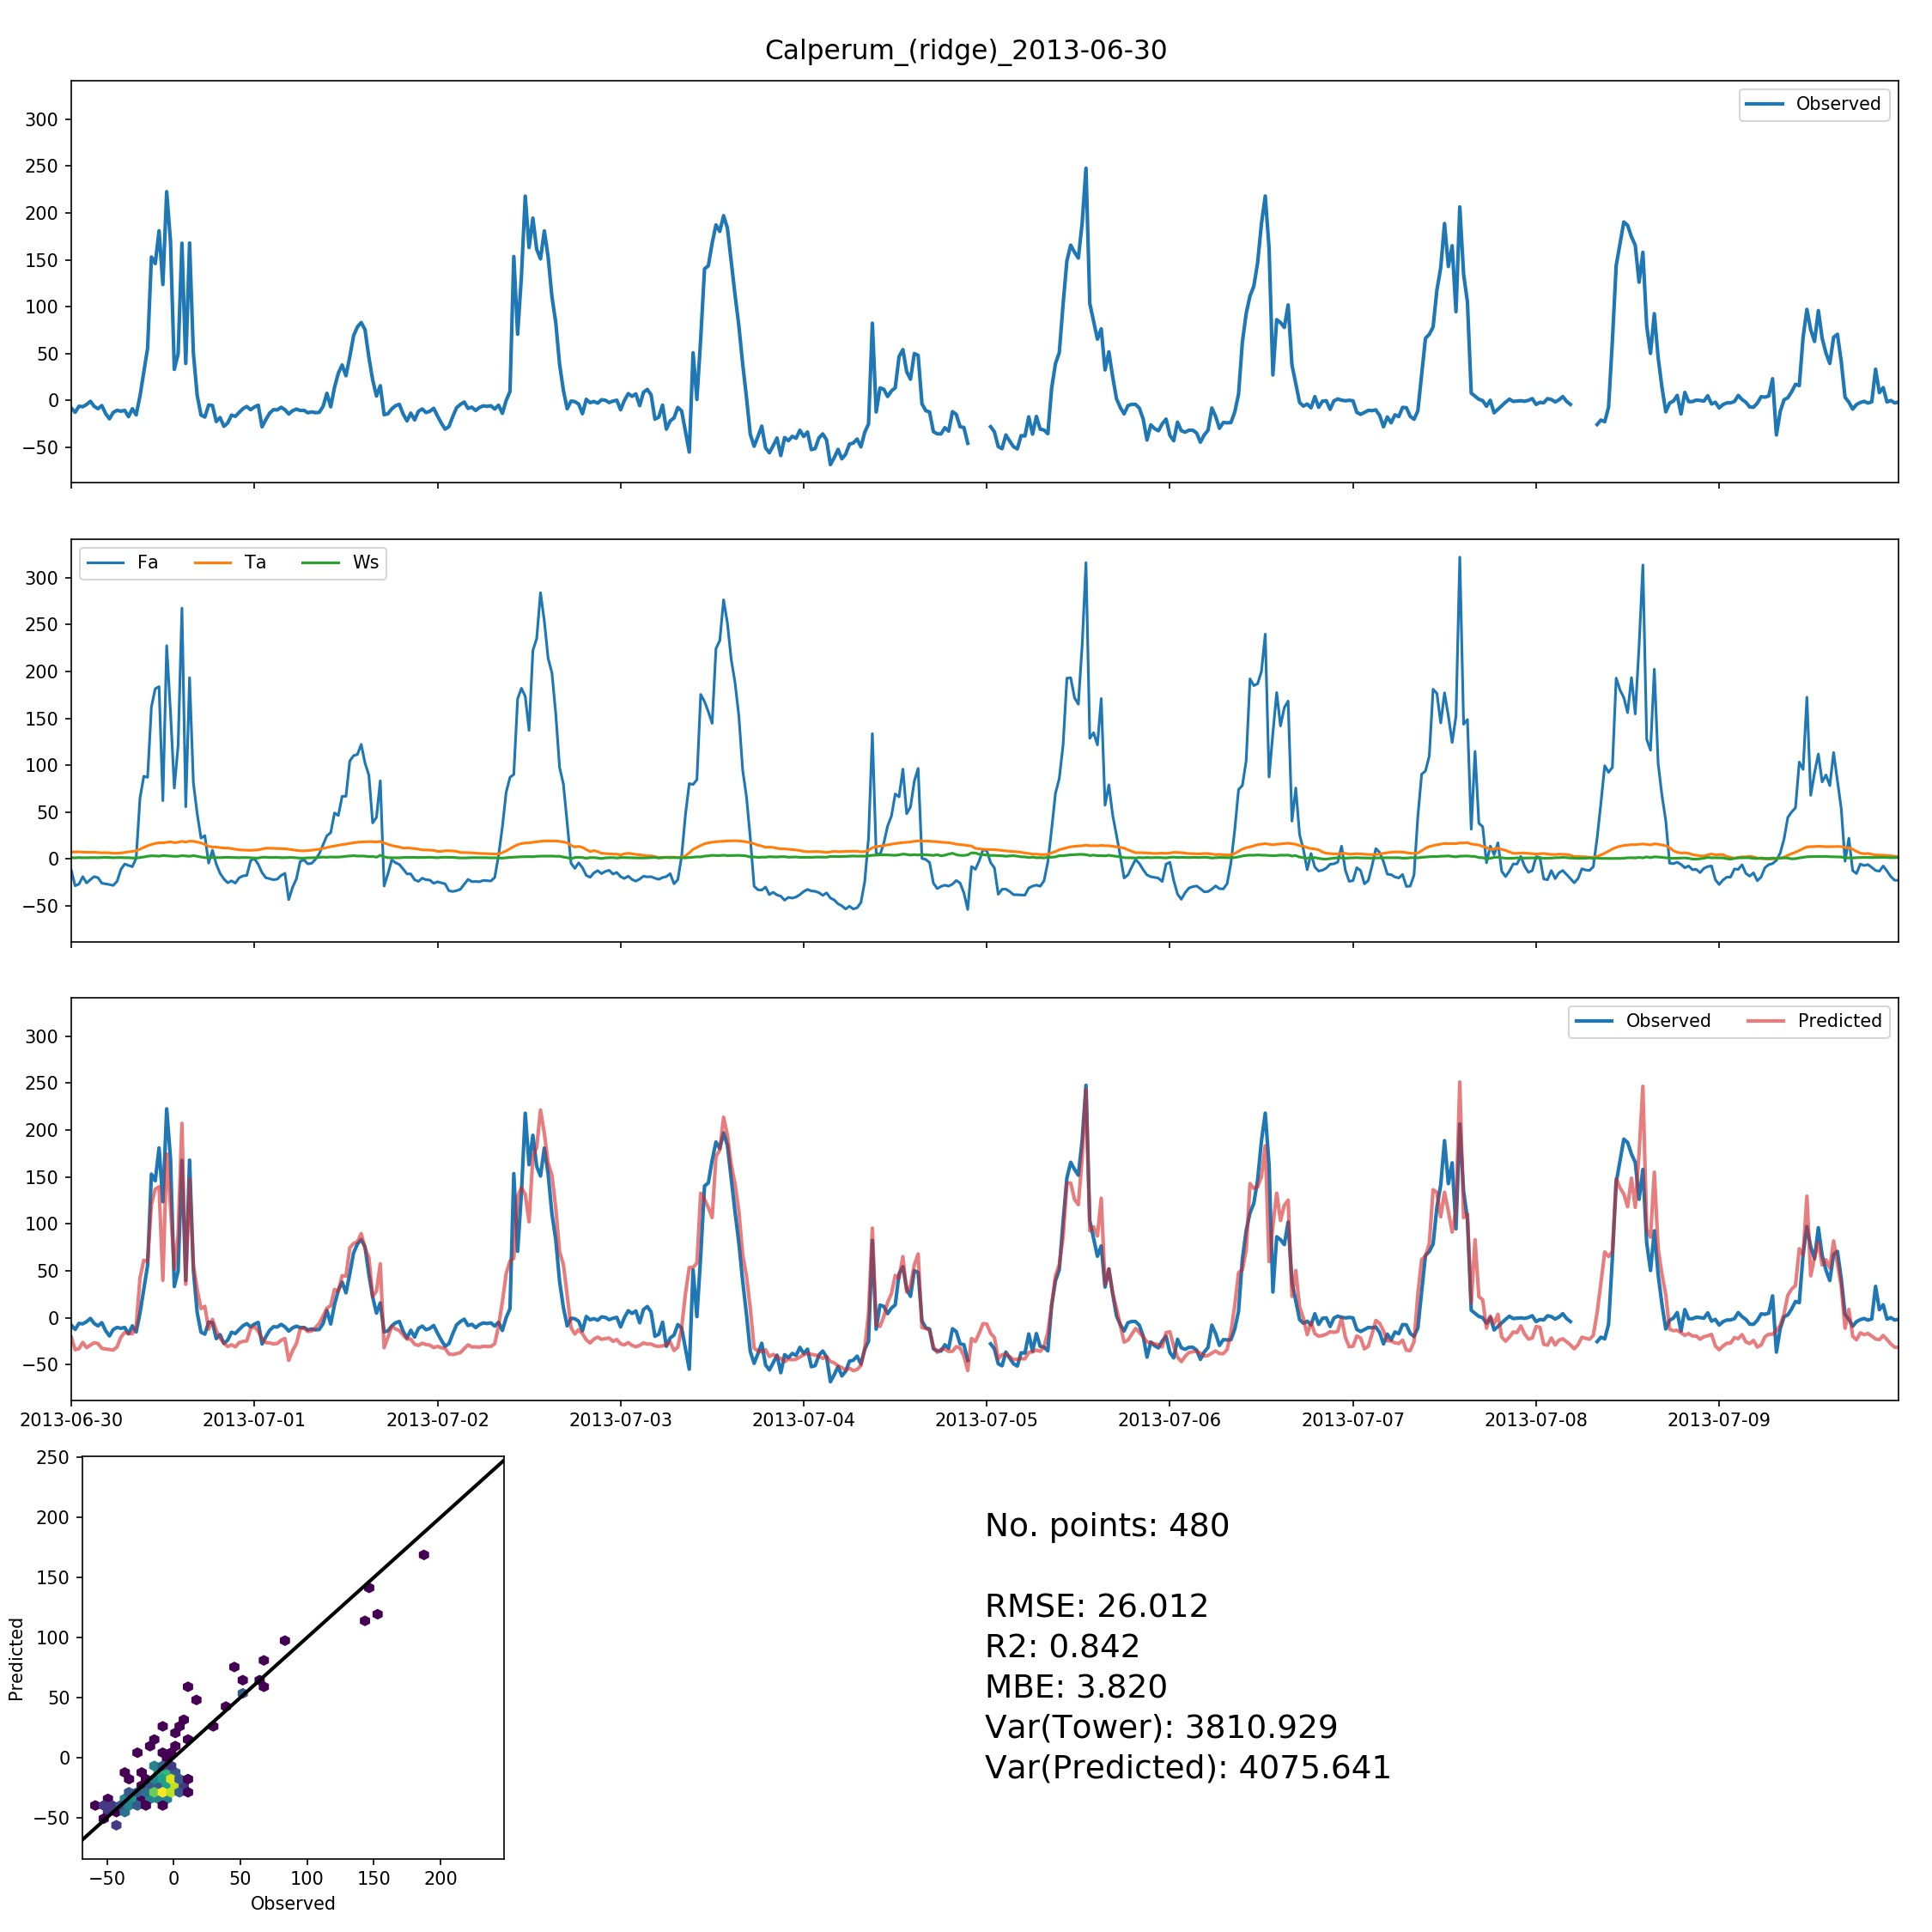 Calperum_(ridge)_2013-06-30
300
250
200
150
100
50
0
−50
Observed
300
250
200
150
100
50
0
−50
Fa Ta Ws
300
250
200
150
100
50
0
−50
Observed Predicted
2013-06-30 2013-07-01 2013-07-02 2013-07-03 2013-07-04 2013-07-05 2013-07-06 2013-07-07 2013-07-08 2013-07-09
250
200
150
100
50
0
−50
Predicted
−50 0 50 100 150 200
Observed
No. points: 480
RMSE: 26.012
R2: 0.842
MBE: 3.820
Var(Tower): 3810.929
Var(Predicted): 4075.641